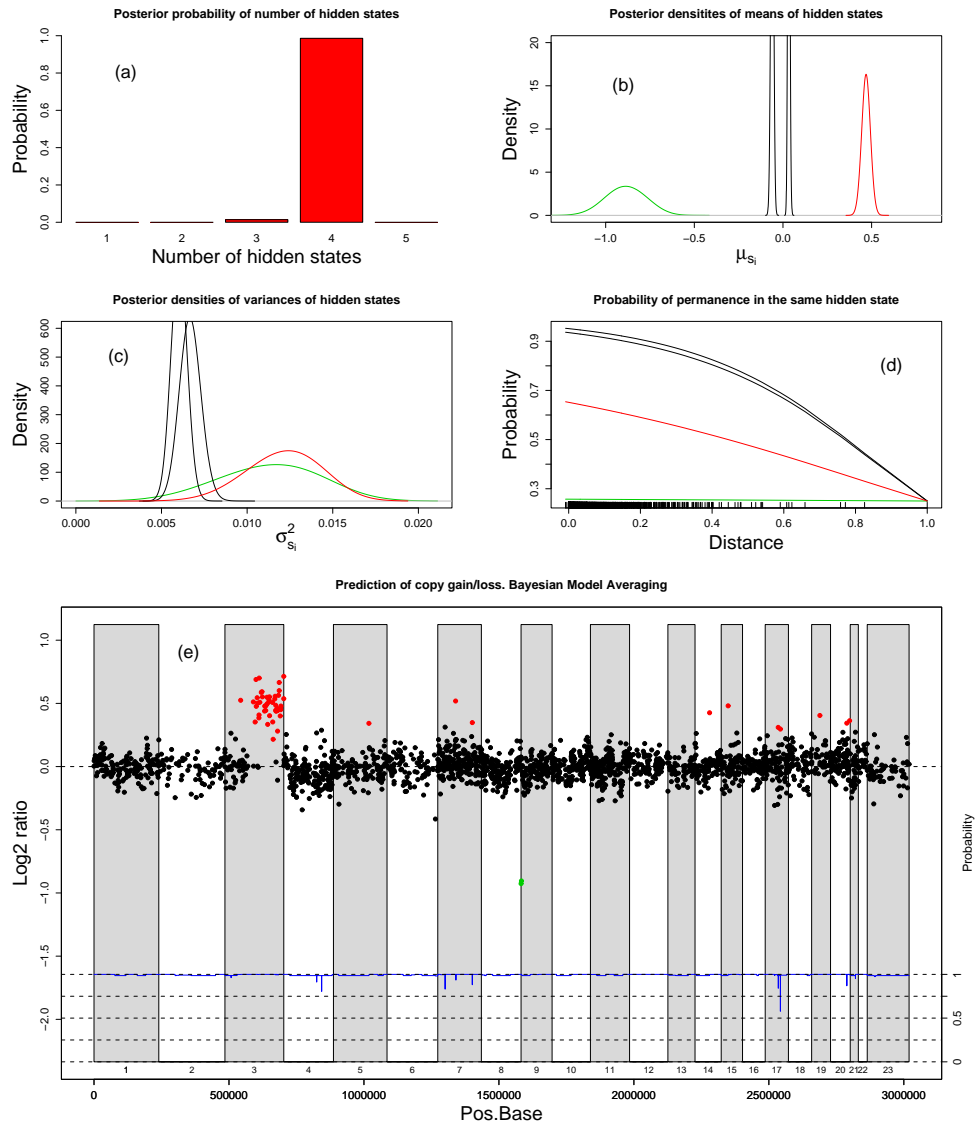 Posterior probability of number of hidden states
(a)
Probability
0.0 0.2 0.4 0.6 0.8 1.0
1 2 3 4 5
Number of hidden states
Posterior densitites of means of hidden states
(b)
Density
0 5 10 15 20
−1.0 −0.5 0.0 0.5
μsi
Posterior densities of variances of hidden states
(c)
Density
0 100 200 300 400 500 600
0.000 0.005 0.010 0.015 0.020
σ2si
Probability of permanence in the same hidden state
(d)
Probability
0.3 0.5 0.7 0.9
0.0 0.2 0.4 0.6 0.8 1.0
Distance
Prediction of copy gain/loss. Bayesian Model Averaging
(e)
Log2 ratio
1.0 0.5 0.0 −0.5 −1.0 −1.5 −2.0
Probability
1 0.5 0
1 2 3 4 5 6 7 8 9 10 11 12 13 14 15 16 17 18 19 20 21 22 23
0 500000 1000000 1500000 2000000 2500000 3000000
Pos.Base